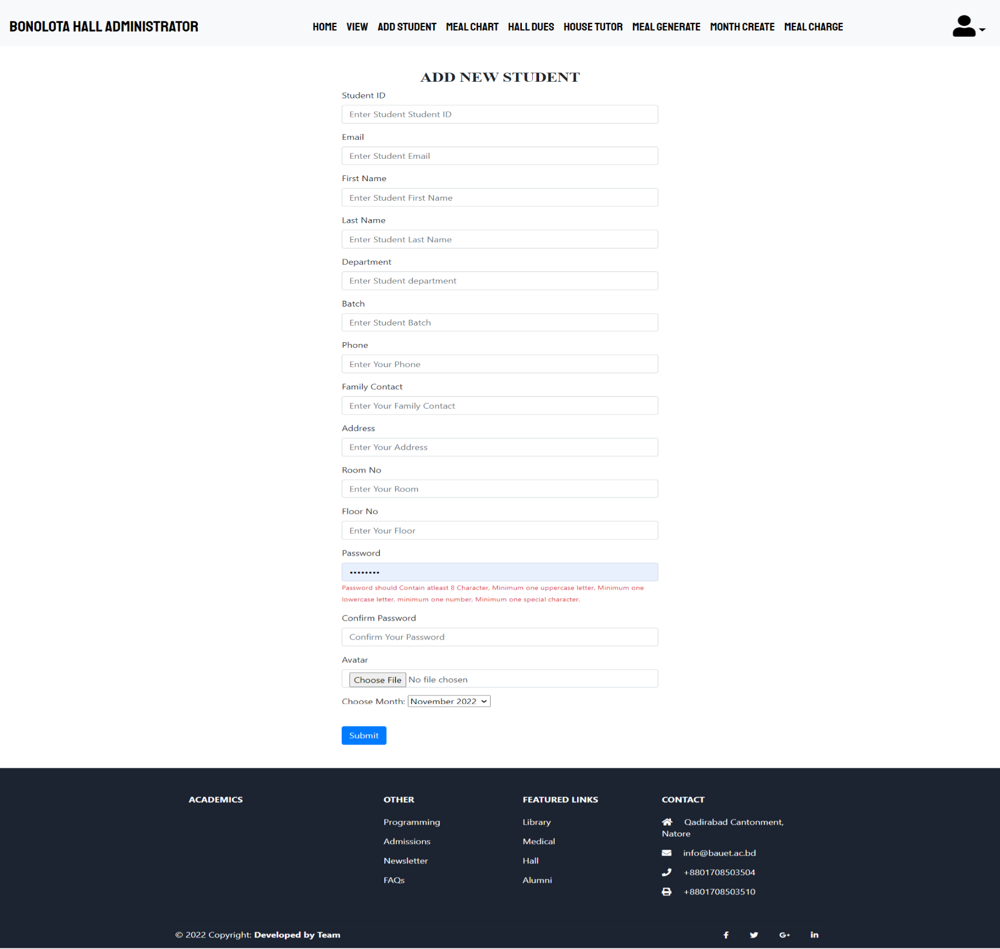 BONOLOTA HALL ADMINISTRATOR
HOME VIEW ADD STUDENT MEAL CHART HALL DUES HOUSE TUTOR MEAL GENERATE MONTH CREATE MEAL CHARGE
ADD NEW STUDENT
Student ID
Enter Student Student ID
Email
Enter Student Email
First Name
Enter Student First Name
Last Name
Enter Student Last Name
Department
Enter Student department
Batch
Enter Student Batch
Phone
Enter Your Phone
Family Contact
Enter Your Family Contact
Address
Enter Your Address
Room No
Enter Your Room
Floor No
Enter Your Floor
Password
••••••••
Password should Contain atleast 8 Character, Minimum one uppercase letter, Minimum one
lowercase letter, minimum one number, Minimum one special character.
Confirm Password
Confirm Your Password
Avatar
Choose File No file chosen
Choose Month: November 2022
Submit
ACADEMICS
OTHER
Programming
Admissions
Newsletter
FAQs
FEATURED LINKS
Library
Medical
Hall
Alumni
CONTACT
Qadirabad Cantonment,
Natore
info@bauet.ac.bd
+8801708503504
+8801708503510
© 2022 Copyright: Developed by Team